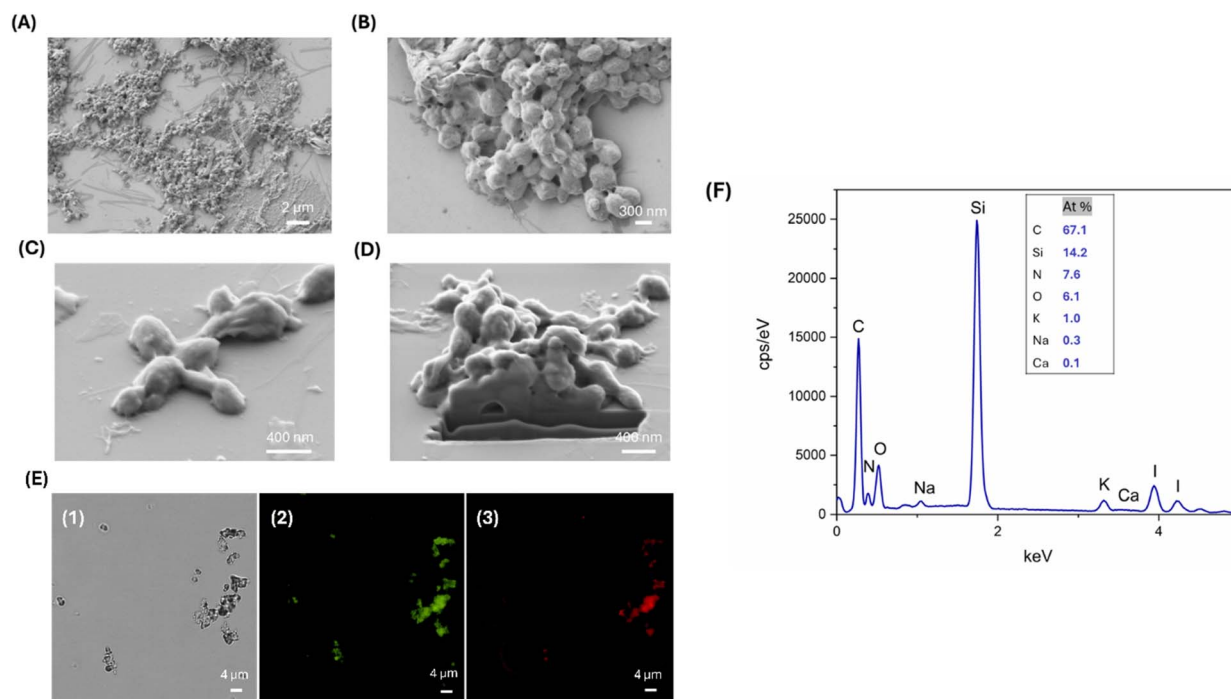 (A)
2 µm
(B)
300 nm
(C)
400 nm
(D)
400 nm
(E)
(1)
4 µm
(2)
4 µm
(3)
4 µm
(F)
cps/eV
25000
20000
15000
10000
5000
0
C
N
O
Na
Si
K
Ca
I
I
At %
C 67.1
Si 14.2
N 7.6
O 6.1
K 1.0
Na 0.3
Ca 0.1
0 2 4
keV